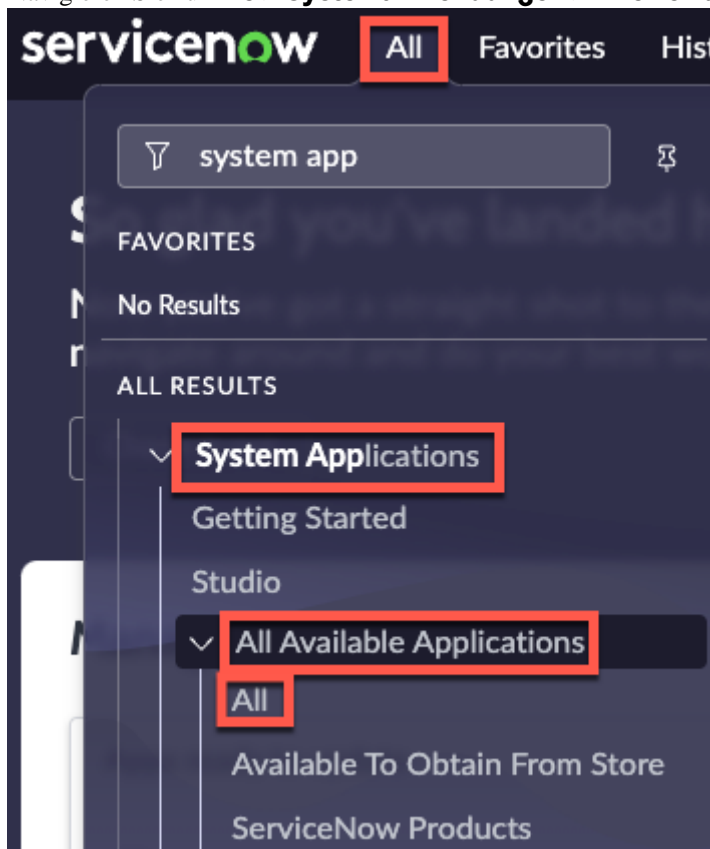 servicenow All Favorites Hist
system app
FAVORITES
No Results
ALL RESULTS
System Applications
Getting Started
Studio
All Available Applications
All
Available To Obtain From Store
ServiceNow Products